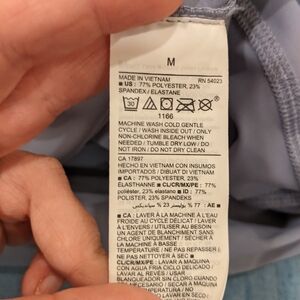 M
MADE IN VIETNAM RN 54023
■ US: 77% POLYESTER, 23%
SPANDEX / ELASTANE
30
1166
MACHINE WASH COLD GENTLE
CYCLE / WASH INSIDE OUT / ONLY
NON-CHLORINE BLEACH WHEN
NEEDED / TUMBLE DRY LOW / DO
NOT IRON / DO NOT DRY CLEAN
CA 17897
HECHO EN VIETNAM CON INSUMOS
IMPORTADOS / DIBUAT DI VIETNAM
■ CA: 77% POLYESTER, 23%
ÉLASTHANNE ■ CL/CR/MX/PE: 77%
poliéster, 23% elastano ■ ID: 77%
POLYESTER,
■ AE: 77 %
■ CA: LAVER À LA MACHINE À L'EAU
FROIDE AU CYCLE DÉLICAT / LAVER
À L'ENVERS / UTILISER UN
AGENT DE BLANCHIMENT SANS
CHLORE AU BESOIN / SÉCHER À LA
MACHINE À BASSE
TEMPÉRATURE / NE PAS REPASSER /
NE PAS NETTOYER À SEC ■
CL/CR/MX/PE: LAVAR A MÁQUINA
CON AGUA FRÍA CICLO DELICADO
/ LAVAR AL REVÉS / USAR
BLANQUEADOR SIN CLORO CUANDO
NECESARIO / SECAR A MÁQUINA